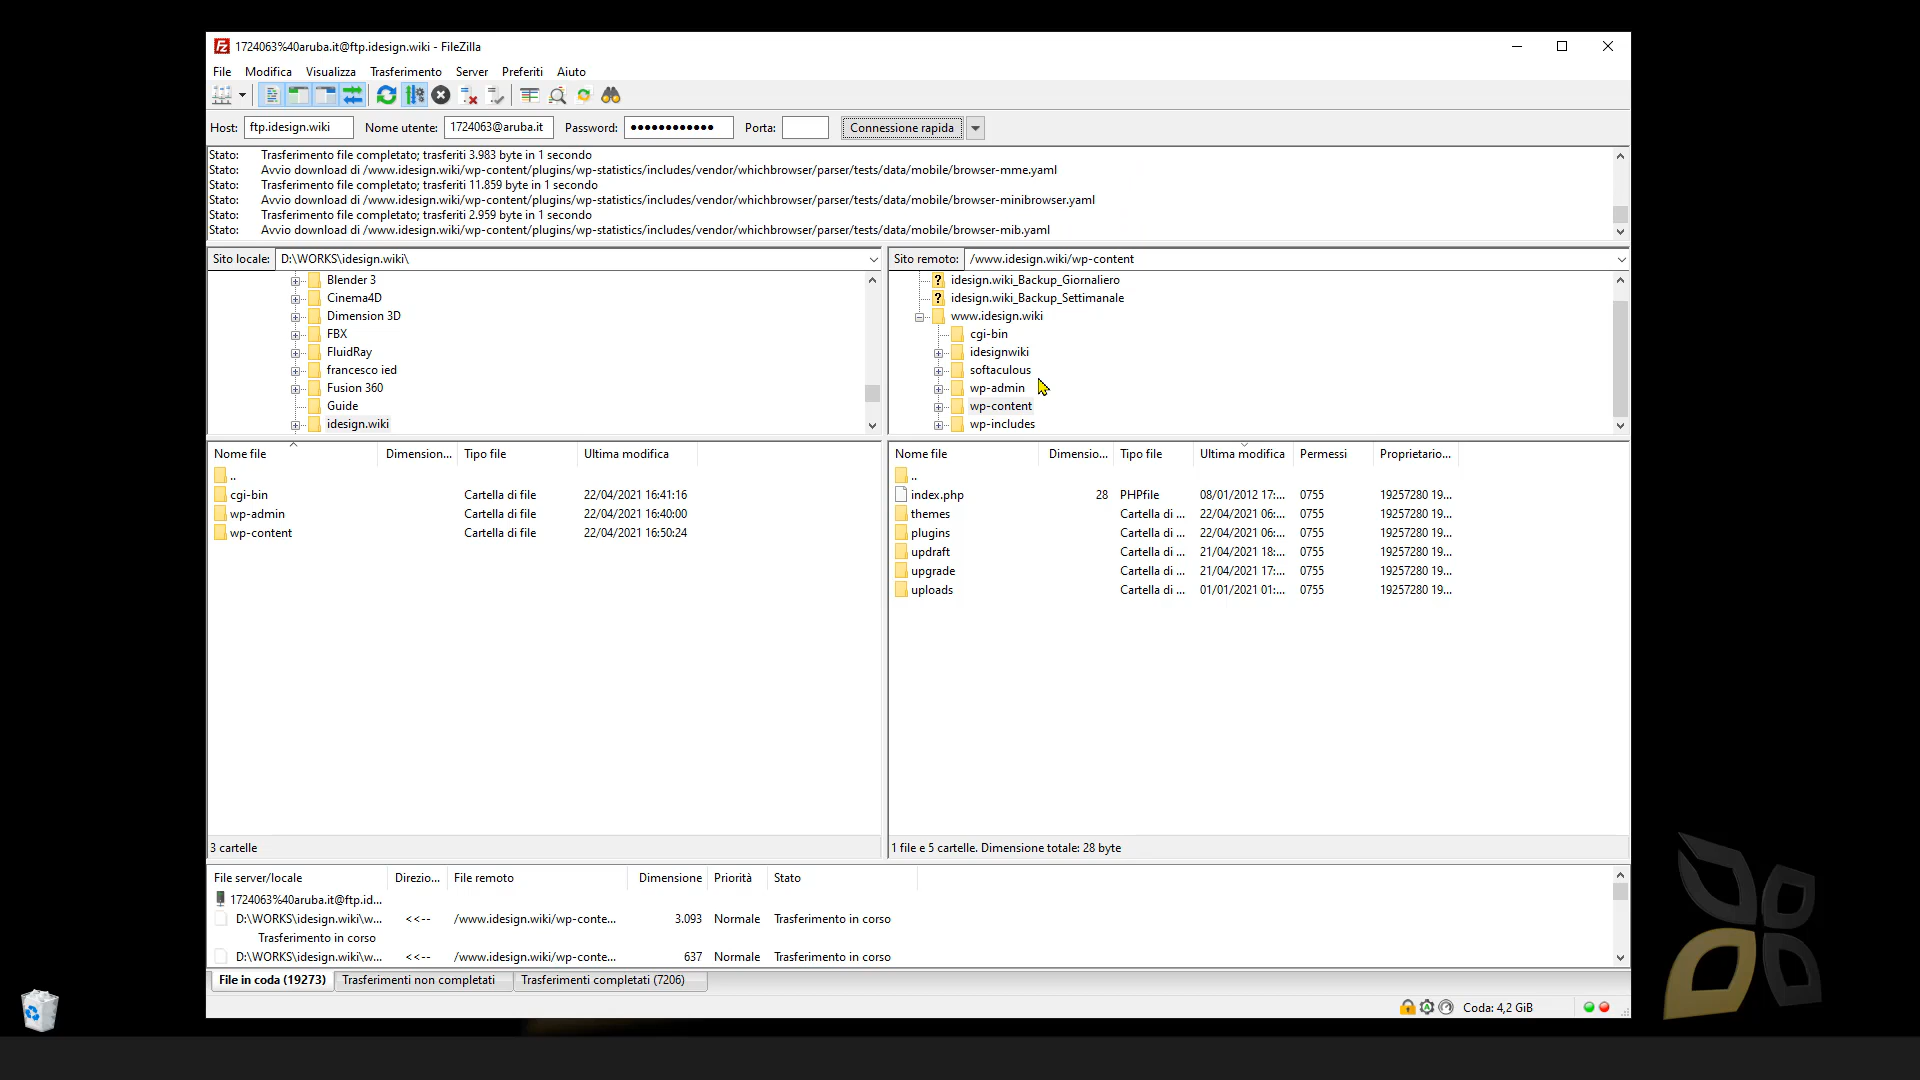 1724063%40aruba.it@ftp.idesign.wiki - FileZilla
File Modifica Visualizza Trasferimento Server Preferiti Aiuto
Host: ftp.idesign.wiki Nome utente: 1724063@aruba.it Password: ●●●●●●●●●●●● Porta: Connessione rapida
Stato: Trasferimento file completato; trasferiti 3.983 byte in 1 secondo
Stato: Avvio download di /www.idesign.wiki/wp-content/plugins/wp-statistics/includes/vendor/whichbrowser/parser/tests/data/mobile/browser-mme.yaml
Stato: Trasferimento file completato; trasferiti 11.859 byte in 1 secondo
Stato: Avvio download di /www.idesign.wiki/wp-content/plugins/wp-statistics/includes/vendor/whichbrowser/parser/tests/data/mobile/browser-minibrowser.yaml
Stato: Trasferimento file completato; trasferiti 2.959 byte in 1 secondo
Stato: Avvio download di /www.idesign.wiki/wp-content/plugins/wp-statistics/includes/vendor/whichbrowser/parser/tests/data/mobile/browser-mib.yaml
Sito locale: D:\WORKS\idesign.wiki\
Blender 3
Cinema4D
Dimension 3D
FBX
FluidRay
francesco ied
Fusion 360
Guide
idesign.wiki
Sito remoto: /www.idesign.wiki/wp-content
idesign.wiki_Backup_Giornaliero
idesign.wiki_Backup_Settimanale
www.idesign.wiki
cgi-bin
idesignwiki
softaculous
wp-admin
wp-content
wp-includes
Nome file Dimension... Tipo file Ultima modifica
..
cgi-bin Cartella di file 22/04/2021 16:41:16
wp-admin Cartella di file 22/04/2021 16:40:00
wp-content Cartella di file 22/04/2021 16:50:24
3 cartelle
Nome file Dimensio... Tipo file Ultima modifica Permessi Proprietario...
..
index.php 28 PHPfile 08/01/2012 17:... 0755 19257280 19...
themes Cartella di ... 22/04/2021 06:... 0755 19257280 19...
plugins Cartella di ... 22/04/2021 06:... 0755 19257280 19...
updraft Cartella di ... 21/04/2021 18:... 0755 19257280 19...
upgrade Cartella di ... 21/04/2021 17:... 0755 19257280 19...
uploads Cartella di ... 01/01/2021 01:... 0755 19257280 19...
1 file e 5 cartelle. Dimensione totale: 28 byte
File server/locale Direzio... File remoto Dimensione Priorità Stato
1724063%40aruba.it@ftp.id...
D:\WORKS\idesign.wiki\w... <<-- /www.idesign.wiki/wp-conte... 3.093 Normale Trasferimento in corso
Trasferimento in corso
D:\WORKS\idesign.wiki\w... <<-- /www.idesign.wiki/wp-conte... 637 Normale Trasferimento in corso
File in coda (19273) Trasferimenti non completati Trasferimenti completati (7206)
Coda: 4,2 GiB